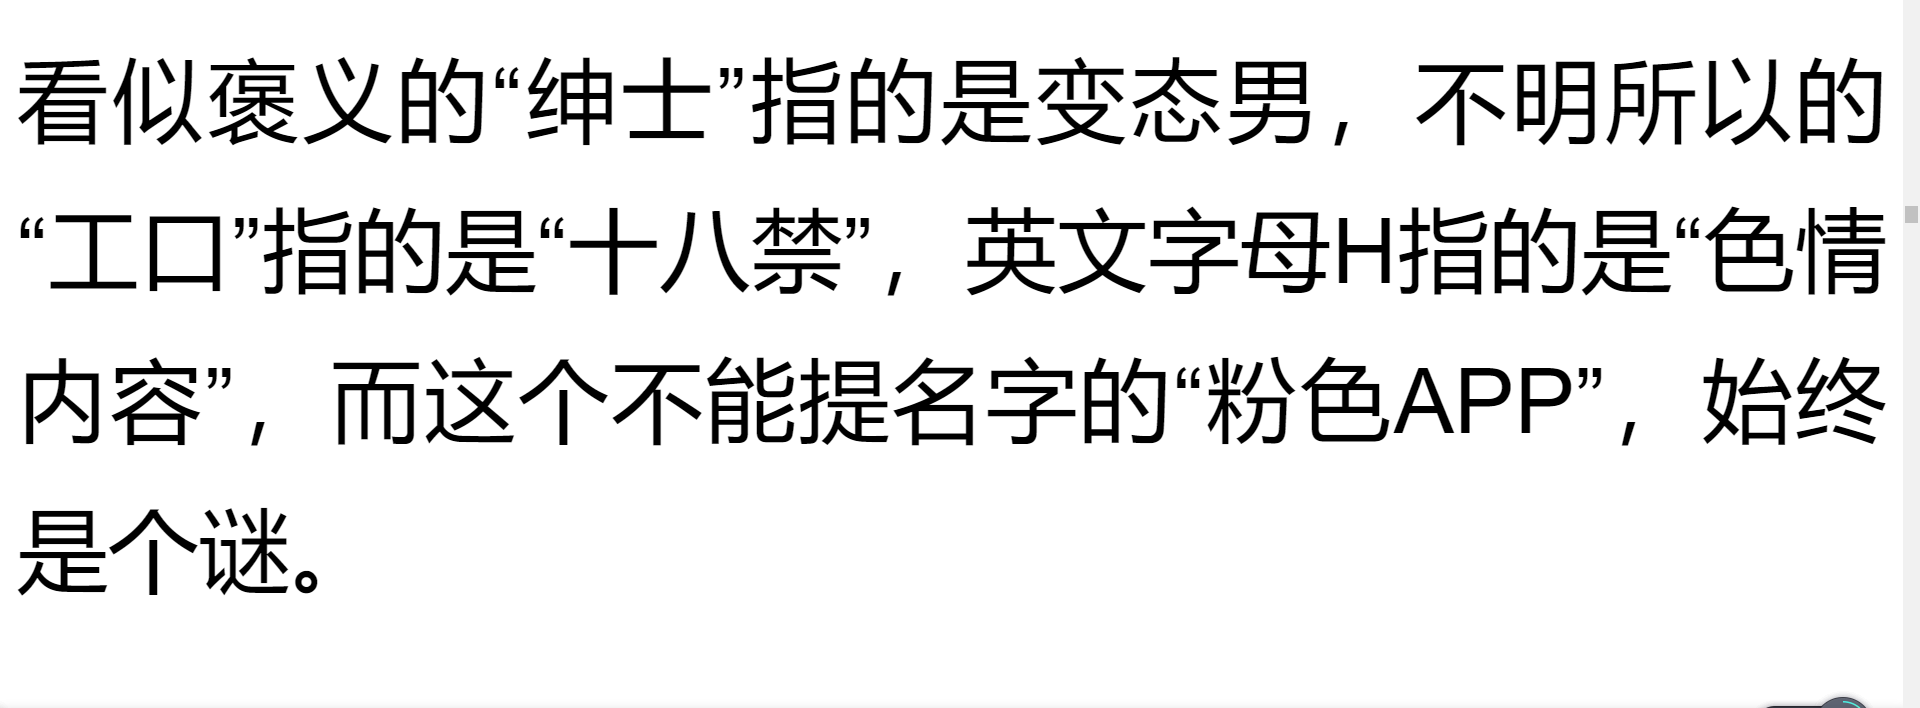 看似褒义的“绅士”指的是变态男，不明所以的
“工口”指的是“十八禁”，英文字母H指的是“色情
内容”，而这个不能提名字的“粉色APP”，始终
是个谜。